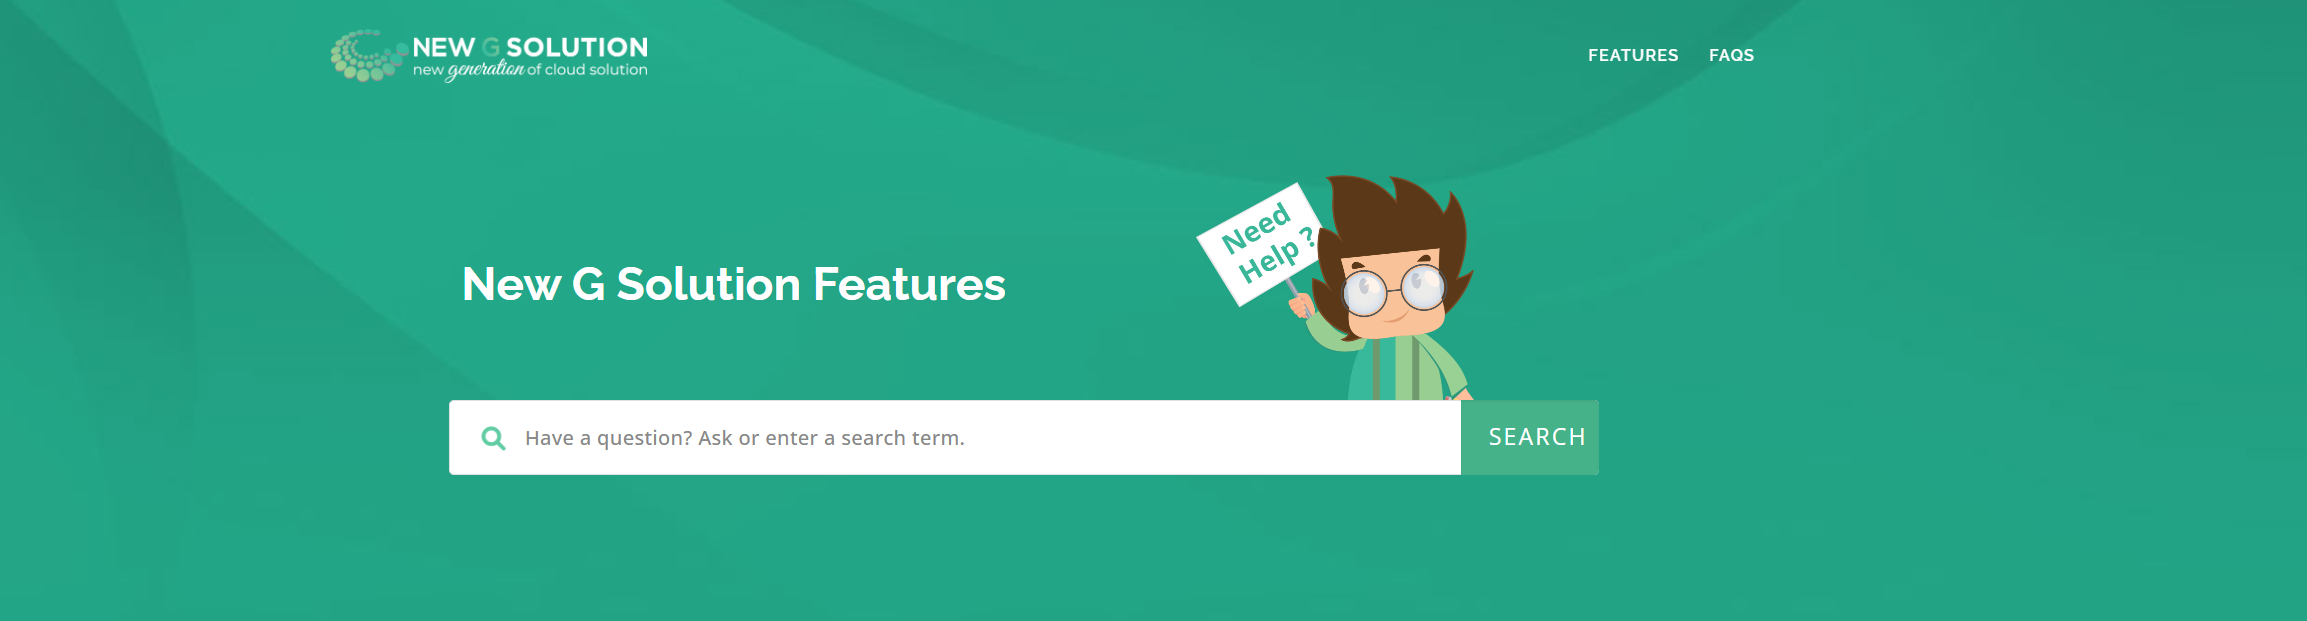 NEW G SOLUTION
new generation of cloud solution
FEATURES FAQS
Need
Help ?
New G Solution Features
Have a question? Ask or enter a search term.
SEARCH